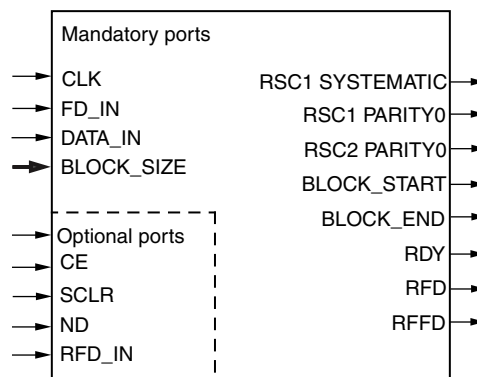 Mandatory ports
CLK
FD_IN
DATA_IN
BLOCK_SIZE
Optional ports
CE
SCLR
ND
RFD_IN
RSC1 SYSTEMATIC
RSC1 PARITY0
RSC2 PARITY0
BLOCK_START
BLOCK_END
RDY
RFD
RFFD